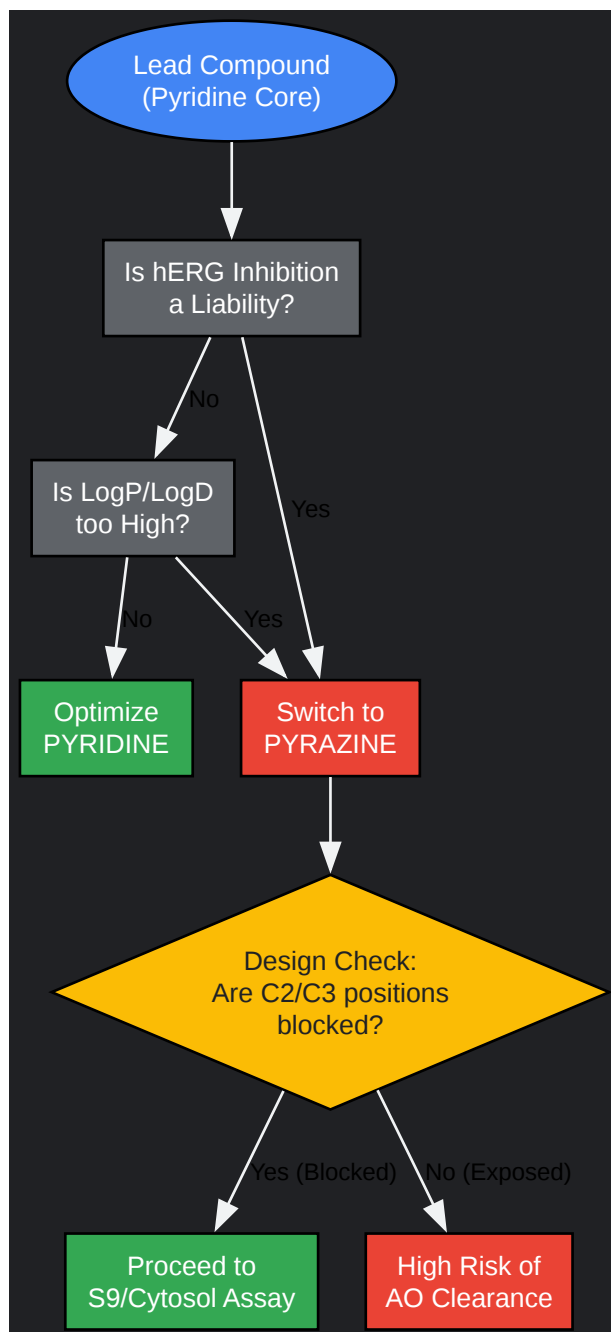 Lead Compound
(Pyridine Core)
Is hERG Inhibition
a Liability?
No
Is LogP/LogD
too High?
Yes
No
Yes
Optimize
PYRIDINE
Switch to
PYRAZINE
Design Check:
Are C2/C3 positions
blocked?
Yes (Blocked)
No (Exposed)
Proceed to
S9/Cytosol Assay
High Risk of
AO Clearance